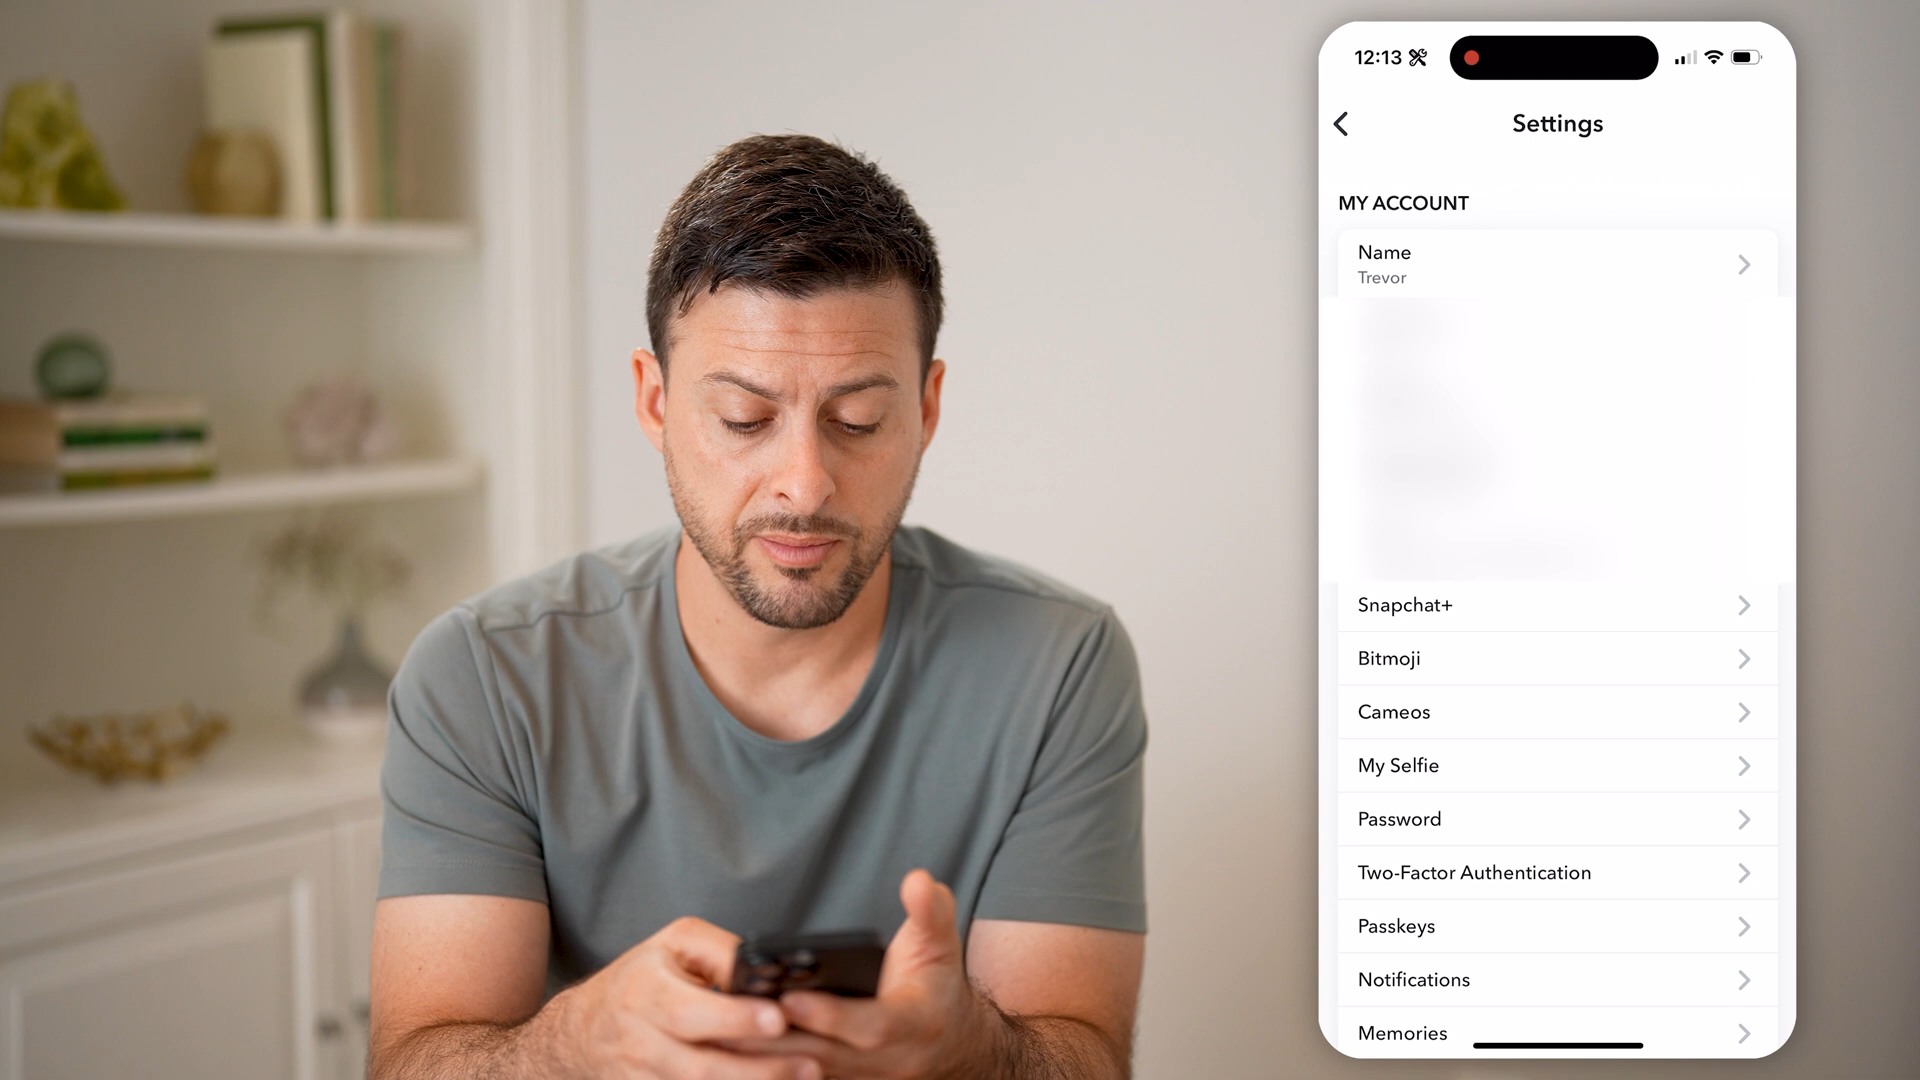 12:13
Settings
MY ACCOUNT
Name
Trevor
Snapchat+
Bitmoji
Cameos
My Selfie
Password
Two-Factor Authentication
Passkeys
Notifications
Memories